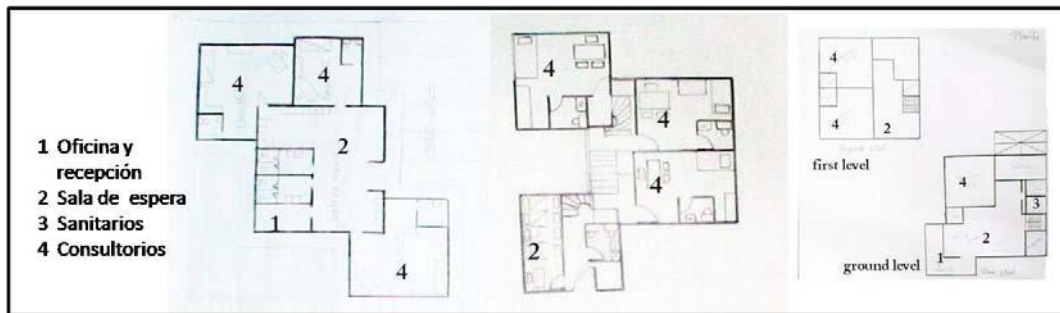 1 Oficina y
recepción
2 Sala de espera
3 Sanitarios
4 Consultorios
4
4
2
1
4
4
4
4
2
4
4
2
first level
4
3
2
1
ground level